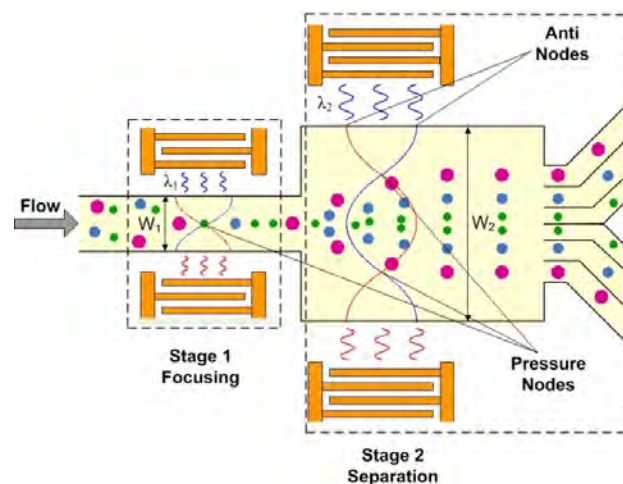 Anti
Nodes
λ2
λ1
Flow
W1
W2
Stage 1
Focusing
Pressure
Nodes
Stage 2
Separation